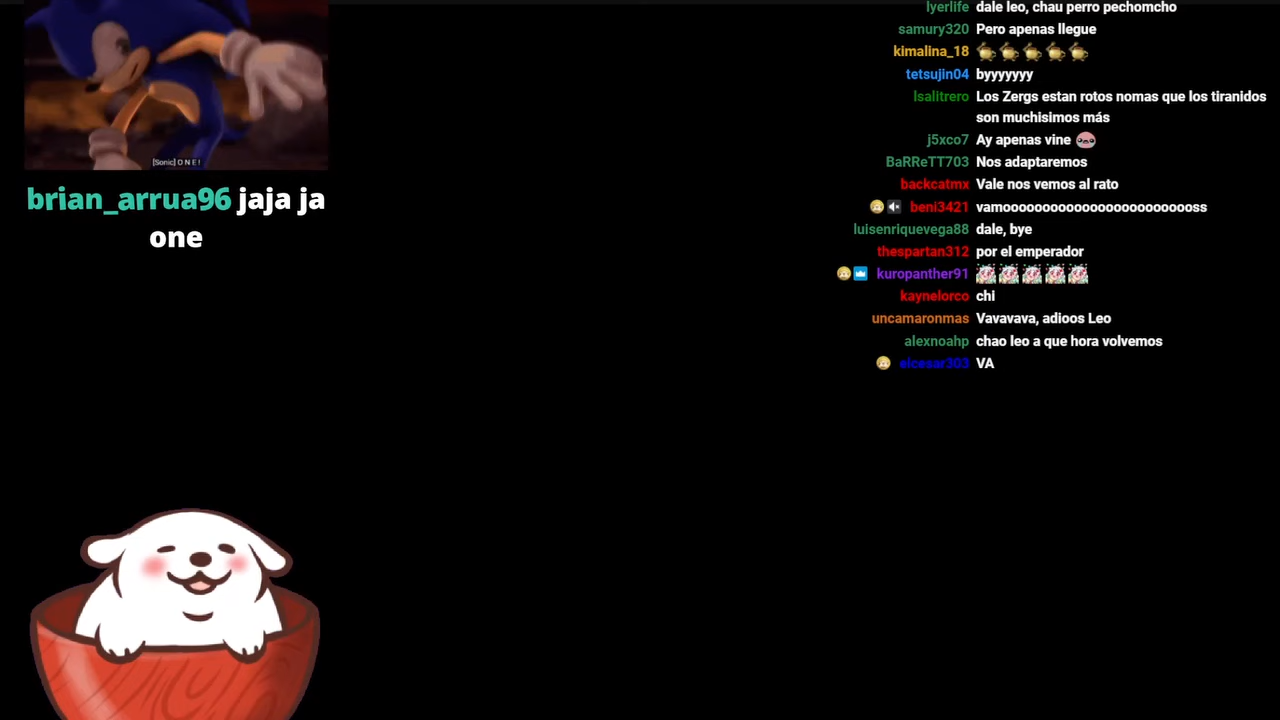 [Sonic] O N E !
brian_arrua96 jaja ja
one
lyerlife dale leo, chau perro pechomcho
samury320 Pero apenas llegue
kimalina_18
tetsujin04 byyyyyyy
lsalitrero Los Zergs estan rotos nomas que los tiranidos
son muchisimos más
j5xco7 Ay apenas vine
BaRReTT703 Nos adaptaremos
backcatmx Vale nos vemos al rato
beni3421 vamooooooooooooooooooooooooss
luisenriquevega88 dale, bye
thespartan312 por el emperador
kuropanther91
kaynelorco chi
uncamaronmas Vavavava, adioos Leo
alexnoahp chao leo a que hora volvemos
elcesar303 VA